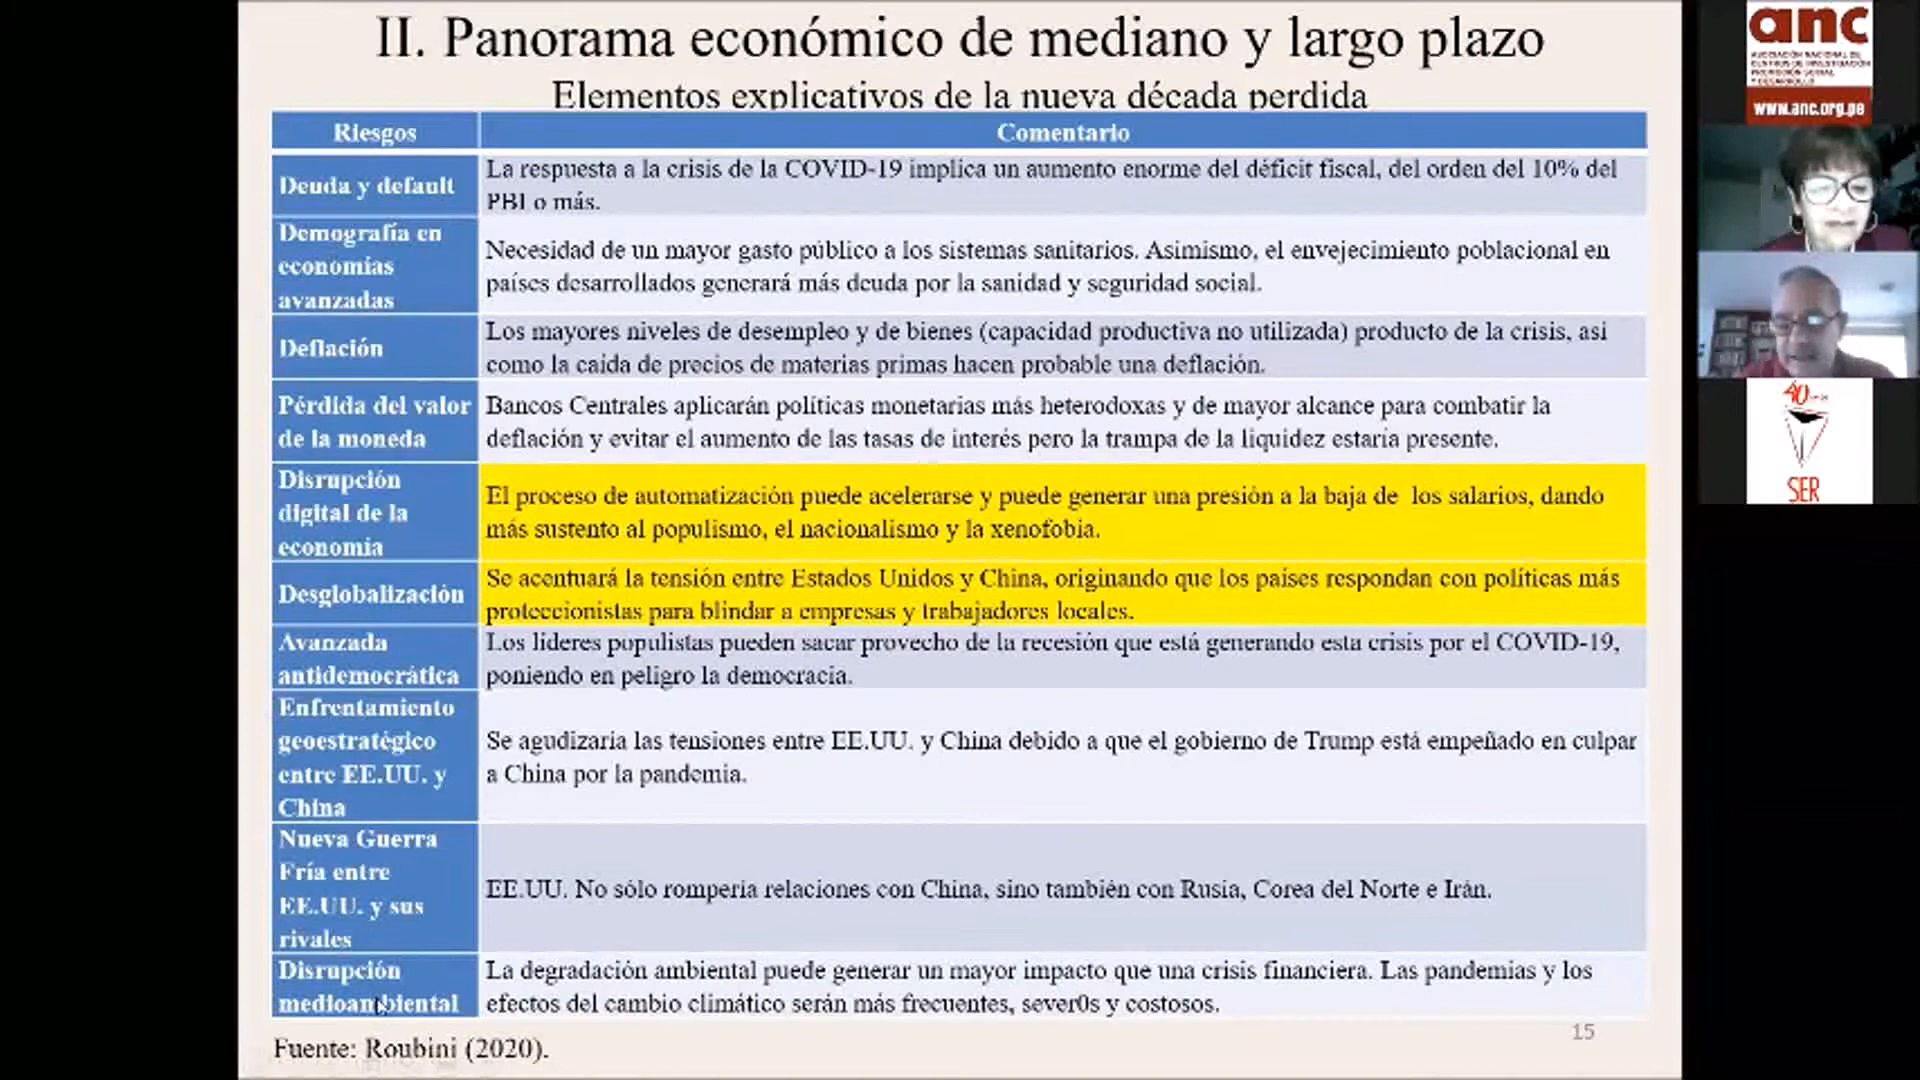 II. Panorama económico de mediano y largo plazo
Elementos explicativos de la nueva década perdida
Riesgos
Comentario
Deuda y default
La respuesta a la crisis de la COVID-19 implica un aumento enorme del déficit fiscal, del orden del 10% del
PBI o más.
Demografía en
economías
avanzadas
Necesidad de un mayor gasto público a los sistemas sanitarios. Asimismo, el envejecimiento poblacional en
países desarrollados generará más deuda por la sanidad y seguridad social.
Deflación
Los mayores niveles de desempleo y de bienes (capacidad productiva no utilizada) producto de la crisis, así
como la caída de precios de materias primas hacen probable una deflación.
Pérdida del valor
de la moneda
Bancos Centrales aplicarán políticas monetarias más heterodoxas y de mayor alcance para combatir la
deflación y evitar el aumento de las tasas de interés pero la trampa de la liquidez estaría presente.
Disrupción
digital de la
economía
El proceso de automatización puede acelerarse y puede generar una presión a la baja de los salarios, dando
más sustento al populismo, el nacionalismo y la xenofobia.
Desglobalización
Se acentuará la tensión entre Estados Unidos y China, originando que los países respondan con políticas más
proteccionistas para blindar a empresas y trabajadores locales.
Avanzada
antidemocrática
Los líderes populistas pueden sacar provecho de la recesión que está generando esta crisis por el COVID-19,
poniendo en peligro la democracia.
Enfrentamiento
geoestratégico
entre EE.UU. y
China
Se agudizaría las tensiones entre EE.UU. y China debido a que el gobierno de Trump está empeñado en culpar
a China por la pandemia.
Nueva Guerra
Fría entre
EE.UU. y sus
rivales
EE.UU. No sólo rompería relaciones con China, sino también con Rusia, Corea del Norte e Irán.
Disrupción
medioambiental
La degradación ambiental puede generar un mayor impacto que una crisis financiera. Las pandemias y los
efectos del cambio climático serán más frecuentes, sever0s y costosos.
Fuente: Roubini (2020).
15
anc
ASOCIACIÓN NACIONAL DE
CENTROS DE INVESTIGACIÓN
PROMOCIÓN SOCIAL
Y DESARROLLO
www.anc.org.pe
40
SER